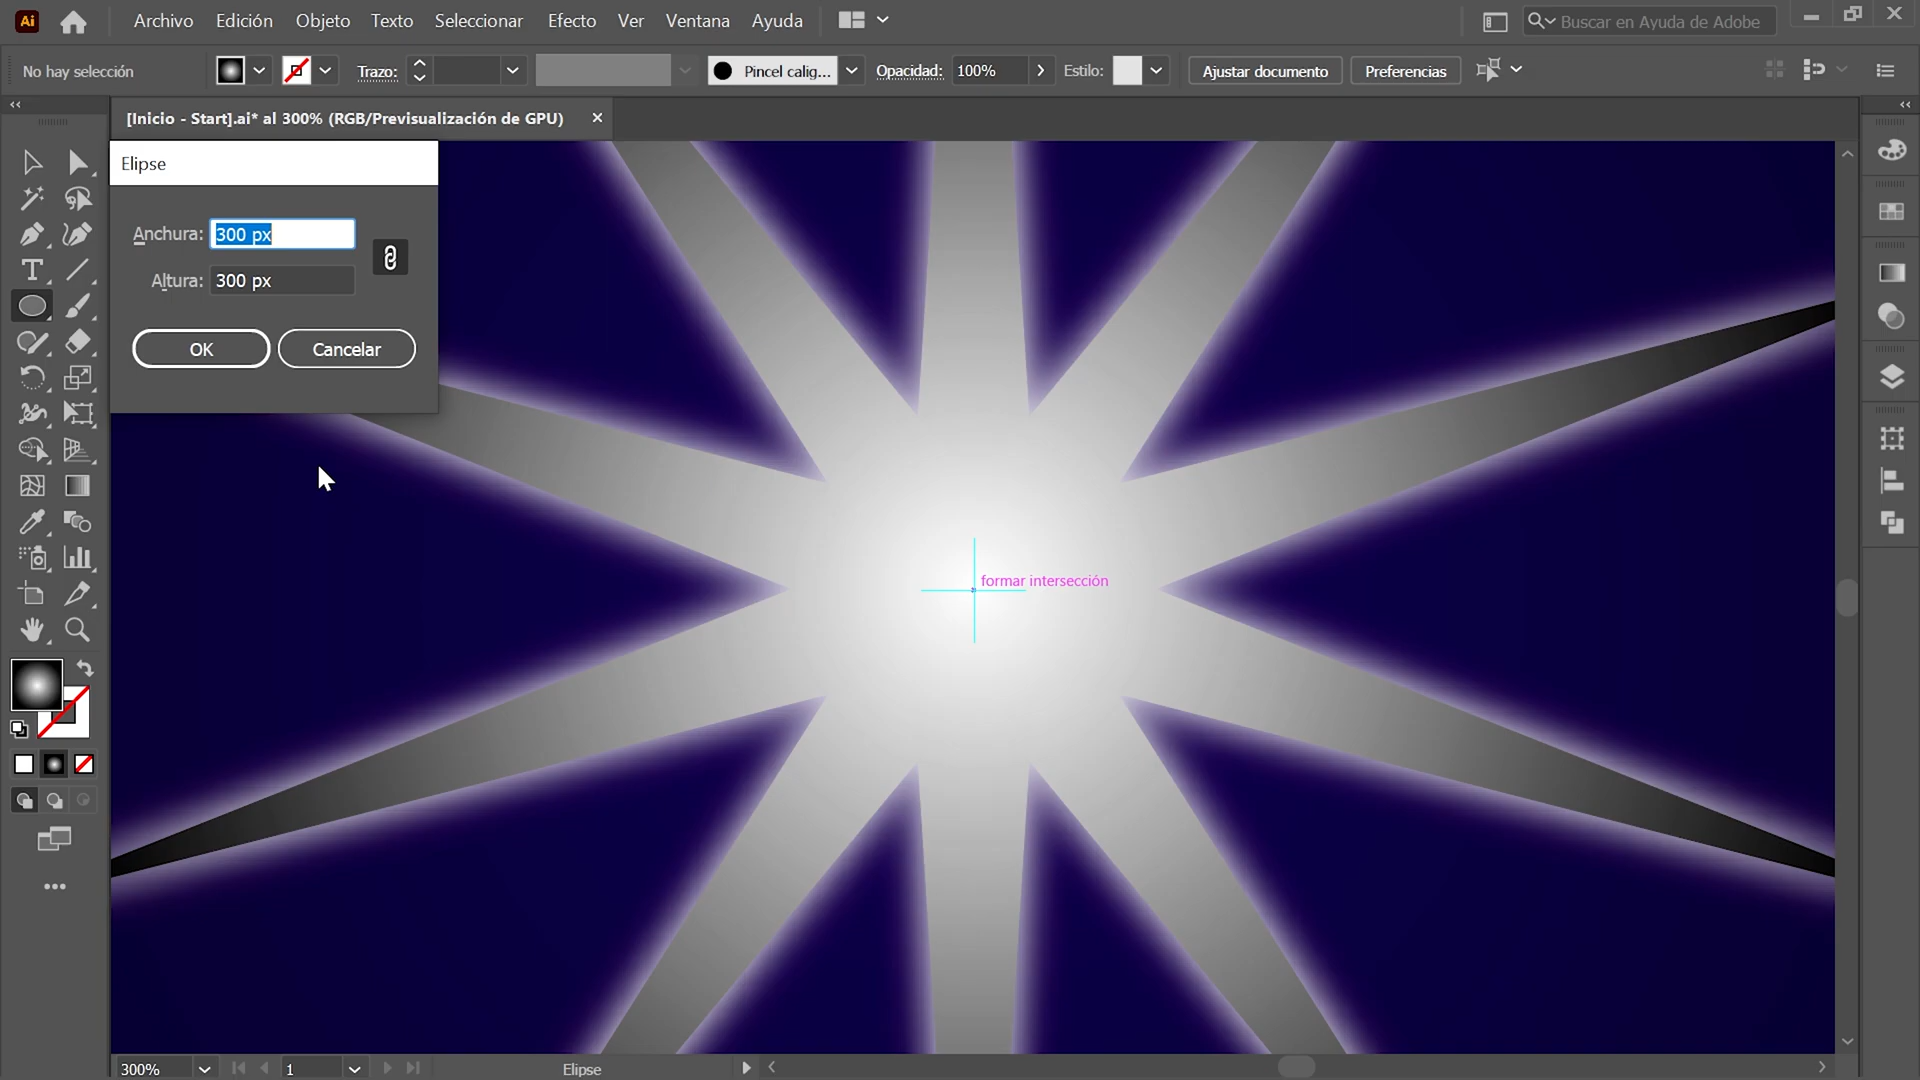 Ai Archivo Edición Objeto Texto Seleccionar Efecto Ver Ventana Ayuda Buscar en Ayuda de Adobe
No hay selección Trazo: Pincel calig... Opacidad: 100% Estilo: Ajustar documento Preferencias
[Inicio - Start].ai* al 300% (RGB/Previsualización de GPU)
Elipse
Anchura: 300 px
Altura: 300 px
OK Cancelar
formar intersección
300% 1 Elipse